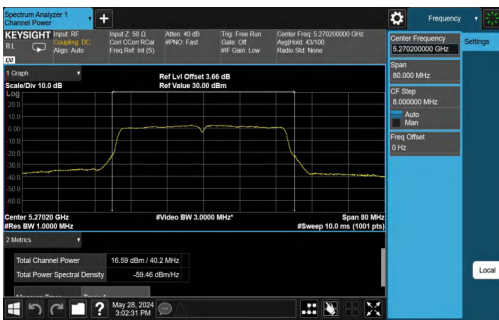 Spectrum Analyzer 1
Channel Power
Frequency
KEYSIGHT
Input: RF
Input Z: 50 Ω
Atten: 40 dB
Trig: Free Run
Center Freq: 5.270200000 GHz
R L
Coupling: DC
Corr CCorr RCal
#PNO: Fast
Gate: Off
Avg|Hold: 43/100
Align: Auto
Freq Ref: Int (S)
#IF Gain: Low
Radio Std: None
Center Frequency
5.270200000 GHz
Settings
Span
80.000 MHz
CF Step
8.000000 MHz
Auto
Man
Freq Offset
0 Hz
1 Graph
Ref Lvl Offset 3.66 dB
Scale/Div 10.0 dB
Ref Value 30.00 dBm
Log
20.0
10.0
0.00
-10.0
-20.0
-30.0
-40.0
-50.0
-60.0
Center 5.27020 GHz
#Video BW 3.0000 MHz*
Span 80 MHz
#Res BW 1.0000 MHz
#Sweep 10.0 ms (1001 pts)
2 Metrics
Total Channel Power
16.59 dBm / 40.2 MHz
Total Power Spectral Density
-59.46 dBm/Hz
Local
?
May 28, 2024
3:02:31 PM